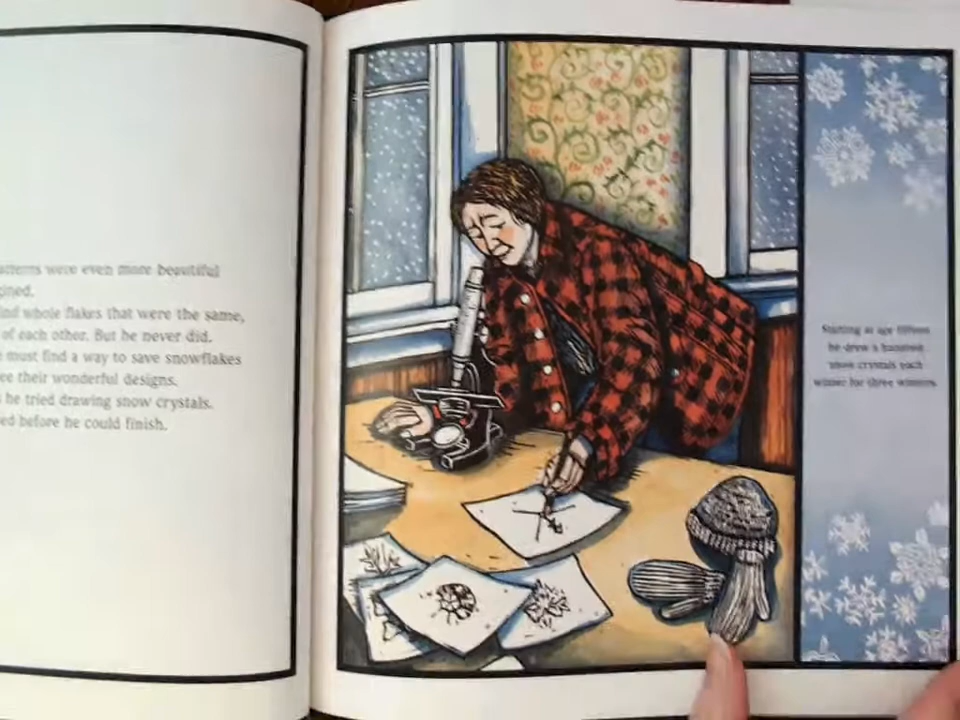 atterns were even more beautiful
gined.
ind whole flakes that were the same,
of each other. But he never did.
must find a way to save snowflakes
ee their wonderful designs.
he tried drawing snow crystals.
ed before he could finish.
Starting at age fifteen
he drew a hundred
snow crystals each
winter for three winters.